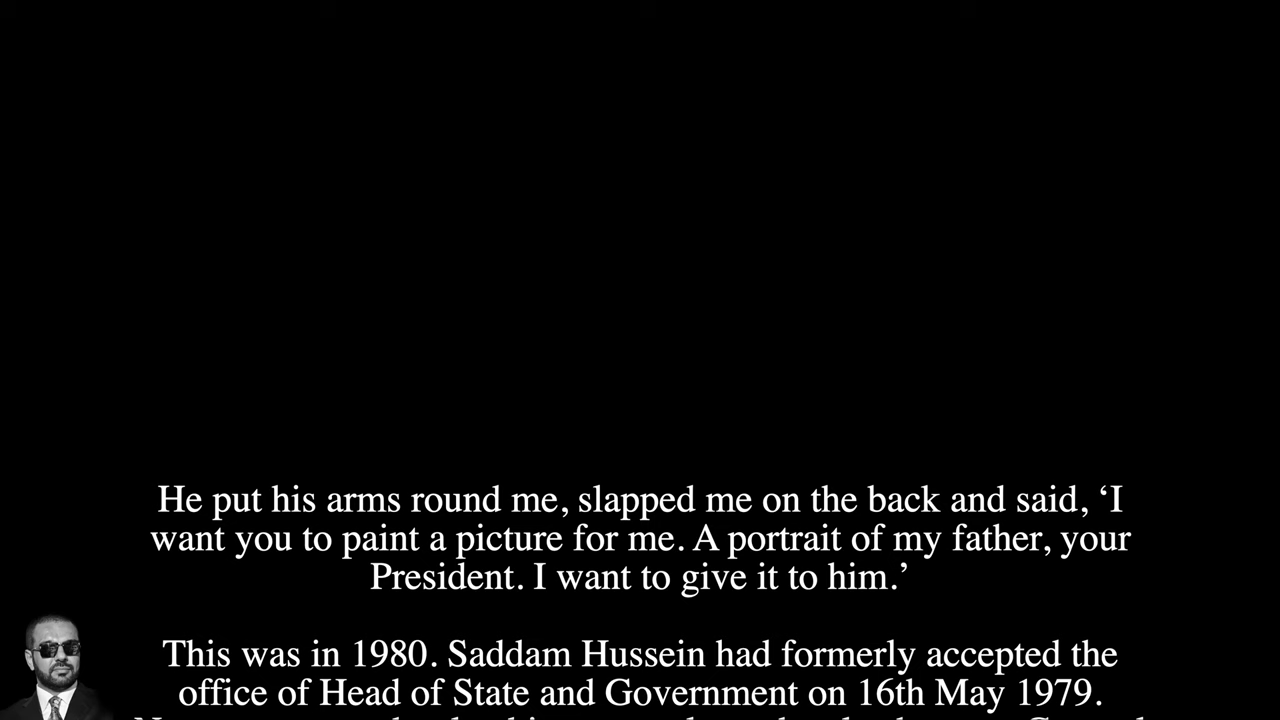 He put his arms round me, slapped me on the back and said, ‘I
want you to paint a picture for me. A portrait of my father, your
President. I want to give it to him.’
This was in 1980. Saddam Hussein had formerly accepted the
office of Head of State and Government on 16th May 1979.